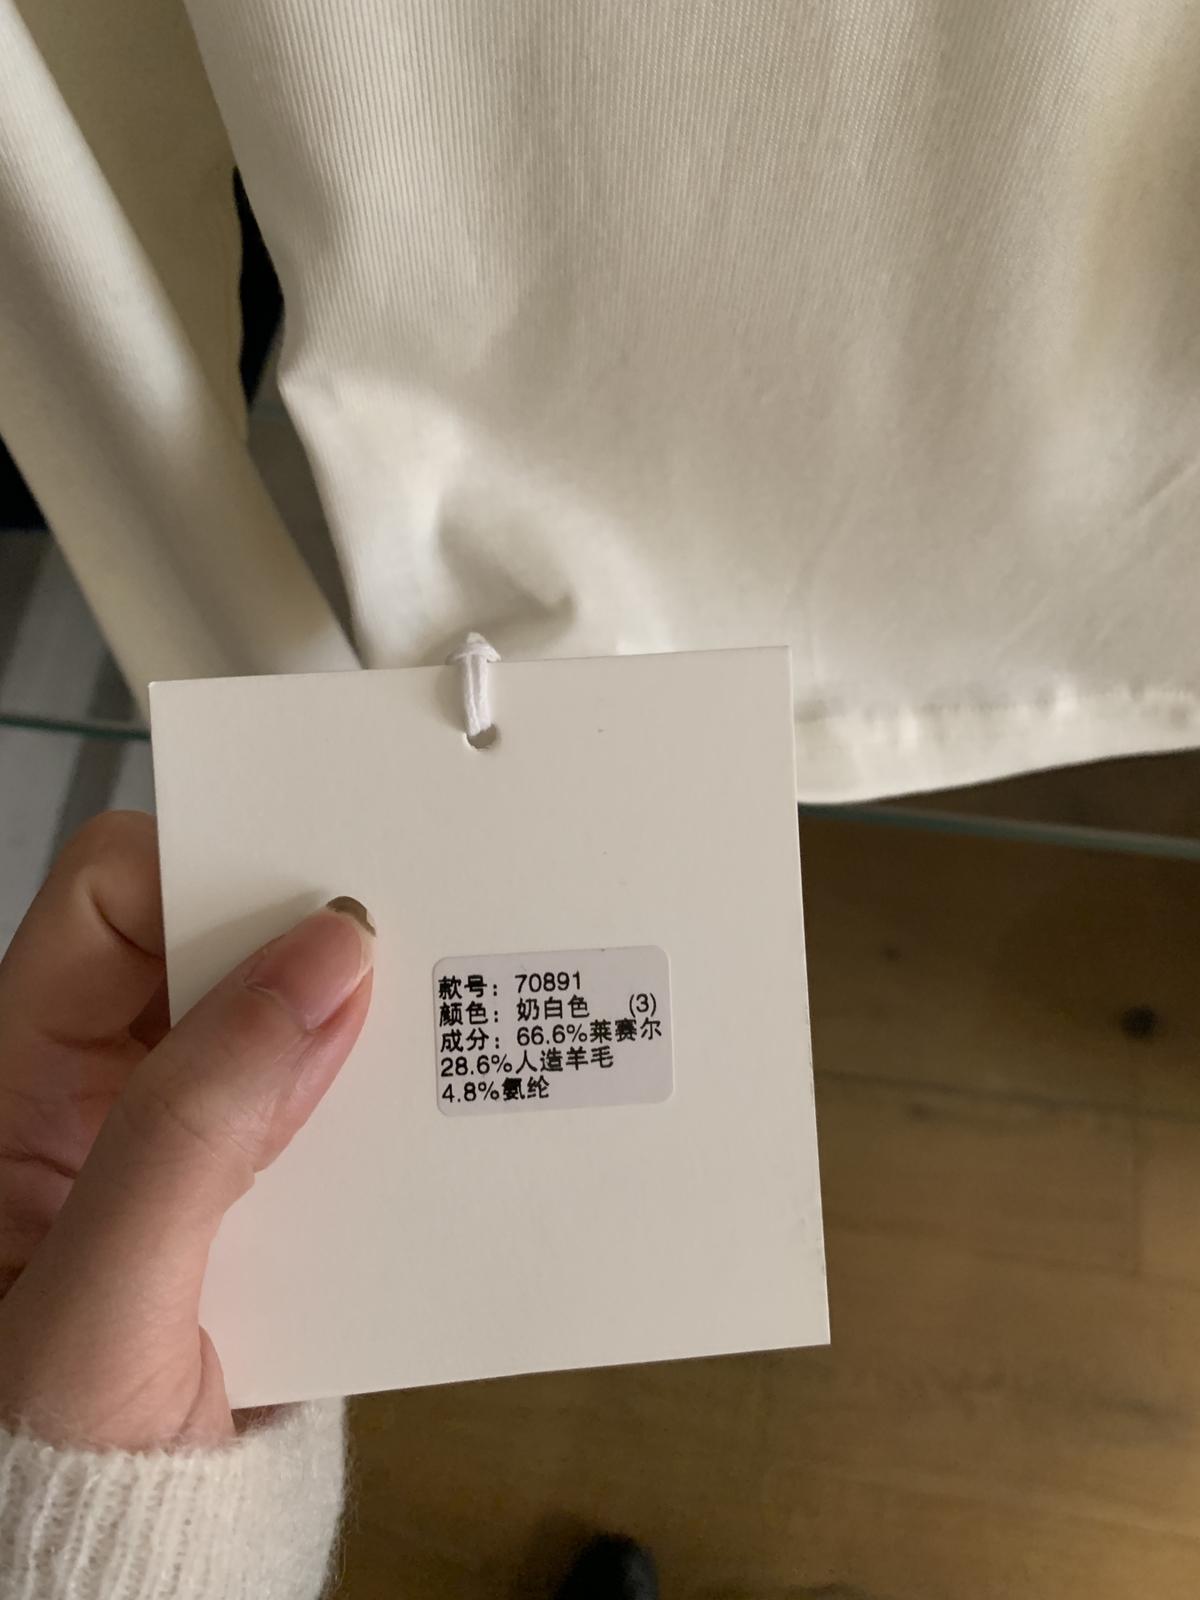 款号：70891
颜色：奶白色 (3)
成分：66.6%莱赛尔
28.6%人造羊毛
4.8%氨纶